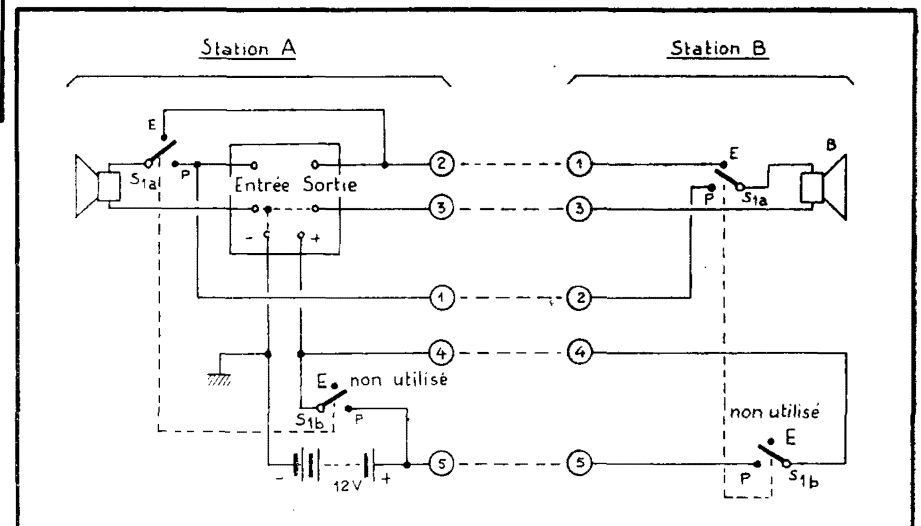 Station A
Station B
E
S1a
P
Entrée Sortie
- +
2
3
1
4
5
1
3
2
4
5
E
P
S1a
B
E non utilisé
S1b
P
- 12V +
non utilisé
E
P
S1b